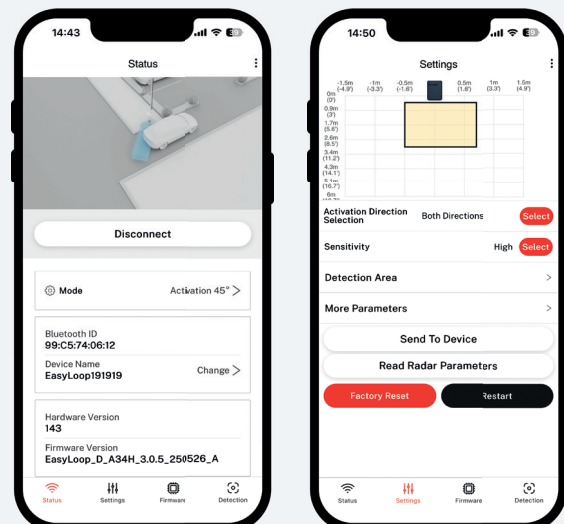 14:43
Status
Disconnect
Mode
Activation 45°
Bluetooth ID
99:C5:74:06:12
Device Name
EasyLoop191919
Change
Hardware Version
143
Firmware Version
EasyLoop_D_A34H_3.0.5_250526_A
Status
Settings
Firmware
Detection
14:50
Settings
-1.5m -1m -0.5m 0.5m 1m 1.5m
(-4.9') (-3.3') (-1.6') (1.6') (3.3') (4.9')
0m
(0')
0.9m
(3')
1.7m
(5.6')
2.6m
(8.5')
3.4m
(11.2')
4.3m
(14.1')
5.1m
(16.7')
6m
Activation Direction
Selection
Both Directions
Select
Sensitivity
High
Select
Detection Area
More Parameters
Send To Device
Read Radar Parameters
Factory Reset
Restart
Status
Settings
Firmware
Detection